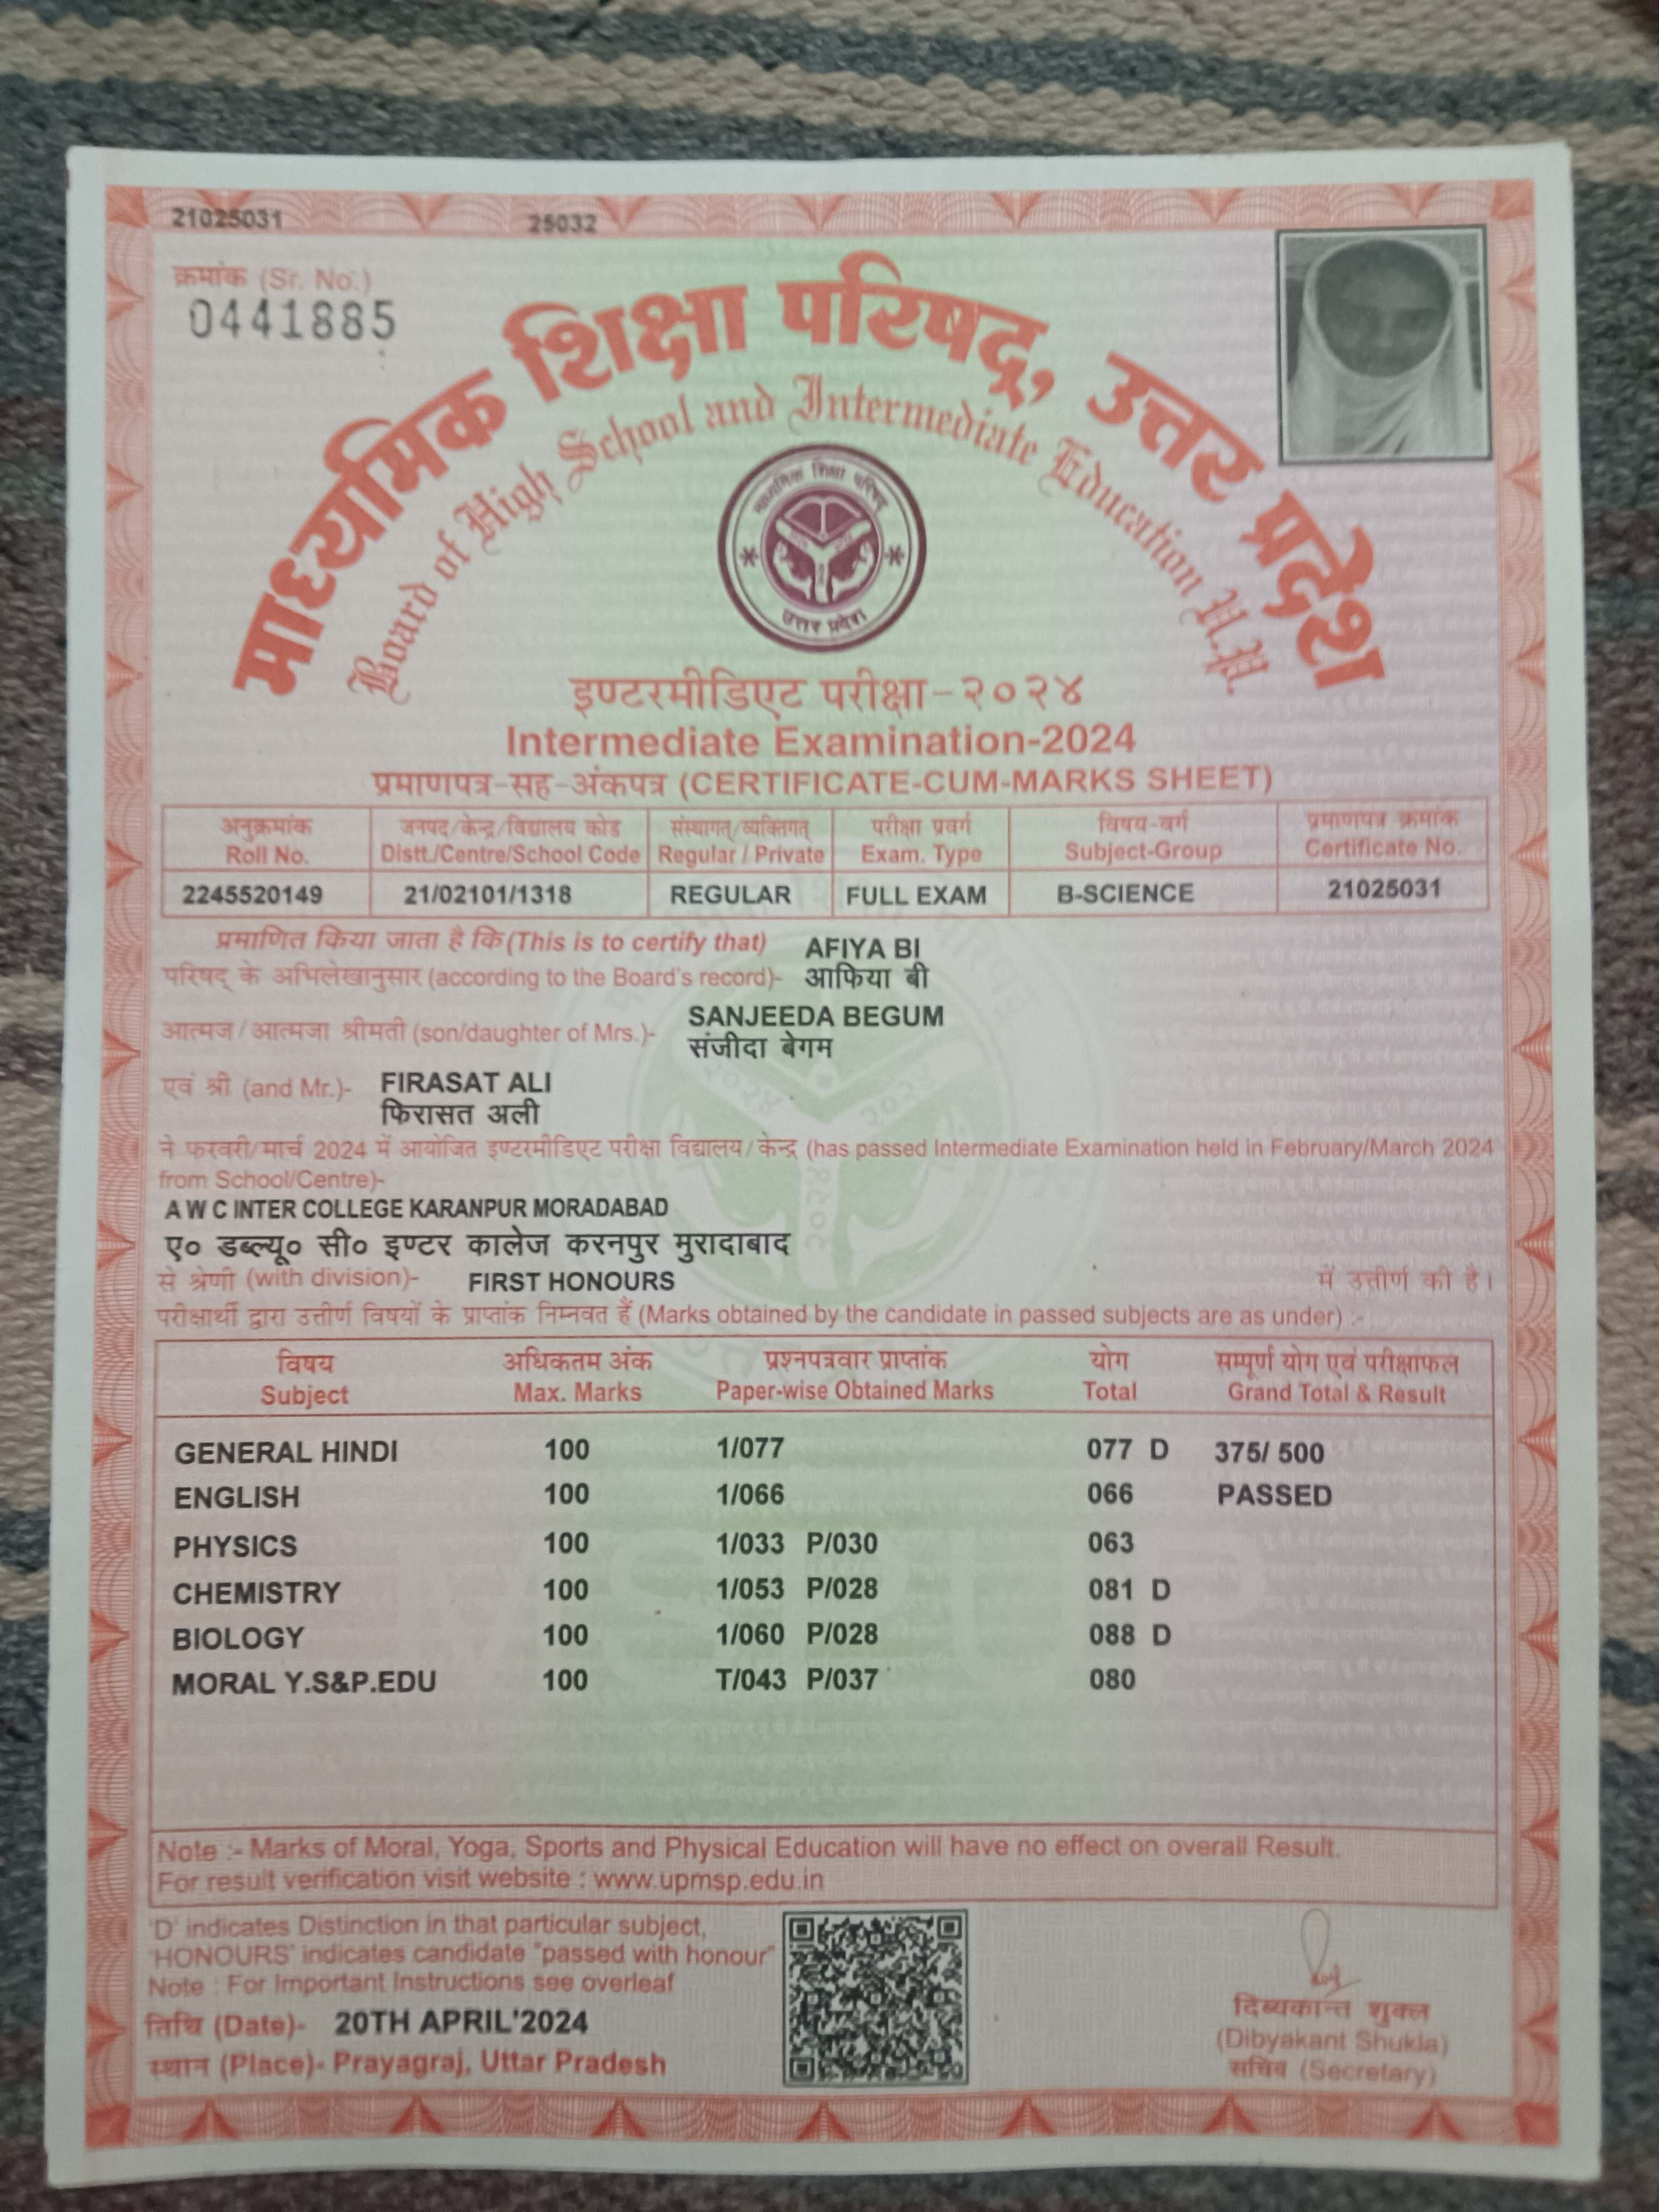 21025031 25032
क्रमांक (Sr. No.)
0441885
माध्यमिक शिक्षा परिषद्, उत्तर प्रदेश
Board of High School and Intermediate Education U.P.
माध्यमिक शिक्षा परिषद्
उत्तर प्रदेश
इण्टरमीडिएट परीक्षा-२०२४
Intermediate Examination-2024
प्रमाणपत्र-सह-अंकपत्र (CERTIFICATE-CUM-MARKS SHEET)
अनुक्रमांक जनपद/केन्द्र/विद्यालय कोड संस्थागत्/व्यक्तिगत् परीक्षा प्रवर्ग विषय-वर्ग प्रमाणपत्र क्रमांक
Roll No. Distt./Centre/School Code Regular / Private Exam. Type Subject-Group Certificate No.
2245520149 21/02101/1318 REGULAR FULL EXAM B-SCIENCE 21025031
प्रमाणित किया जाता है कि (This is to certify that) AFIYA BI
परिषद् के अभिलेखानुसार (according to the Board's record)- आफिया बी
SANJEEDA BEGUM
आत्मज/आत्मजा श्रीमती (son/daughter of Mrs.)-
संजीदा बेगम
एवं श्री (and Mr.)- FIRASAT ALI
फिरासत अली
ने फरवरी/मार्च 2024 में आयोजित इण्टरमीडिएट परीक्षा विद्यालय/केन्द्र (has passed Intermediate Examination held in February/March 2024
from School/Centre)-
A W C INTER COLLEGE KARANPUR MORADABAD
ए० डब्ल्यू० सी० इण्टर कालेज करनपुर मुरादाबाद
से श्रेणी (with division)- FIRST HONOURS में उत्तीर्ण की है।
परीक्षार्थी द्वारा उत्तीर्ण विषयों के प्राप्तांक निम्नवत हैं (Marks obtained by the candidate in passed subjects are as under) :-
विषय अधिकतम अंक प्रश्नपत्रवार प्राप्तांक योग सम्पूर्ण योग एवं परीक्षाफल
Subject Max. Marks Paper-wise Obtained Marks Total Grand Total & Result
GENERAL HINDI 100 1/077 077 D 375/ 500
ENGLISH 100 1/066 066 PASSED
PHYSICS 100 1/033 P/030 063
CHEMISTRY 100 1/053 P/028 081 D
BIOLOGY 100 1/060 P/028 088 D
MORAL Y.S&P.EDU 100 T/043 P/037 080
Note :- Marks of Moral, Yoga, Sports and Physical Education will have no effect on overall Result.
For result verification visit website : www.upmsp.edu.in
'D' indicates Distinction in that particular subject,
'HONOURS' indicates candidate "passed with honour"
Note : For Important Instructions see overleaf
तिथि (Date)- 20TH APRIL'2024
स्थान (Place)- Prayagraj, Uttar Pradesh
दिब्यकान्त शुक्ल
(Dibyakant Shukla)
सचिव (Secretary)